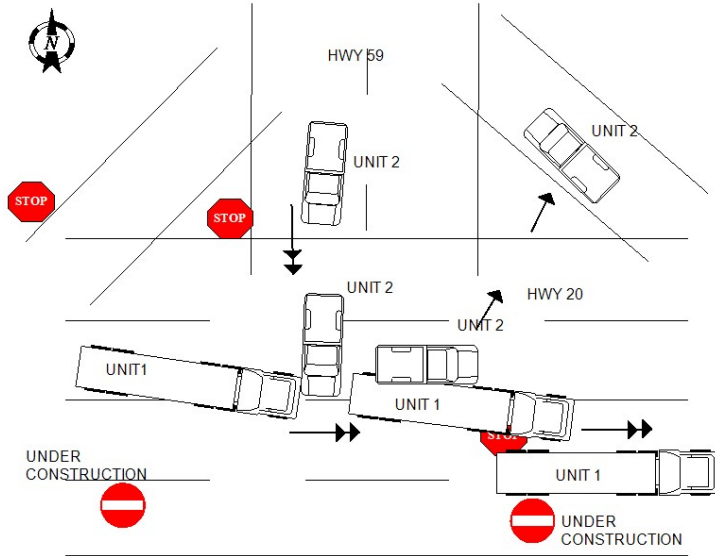 N
HWY 59
UNIT 2
UNIT 2
STOP
STOP
UNIT 2
HWY 20
UNIT 2
UNIT1
UNIT 1
STOP
UNDER
CONSTRUCTION
UNIT 1
UNDER
CONSTRUCTION